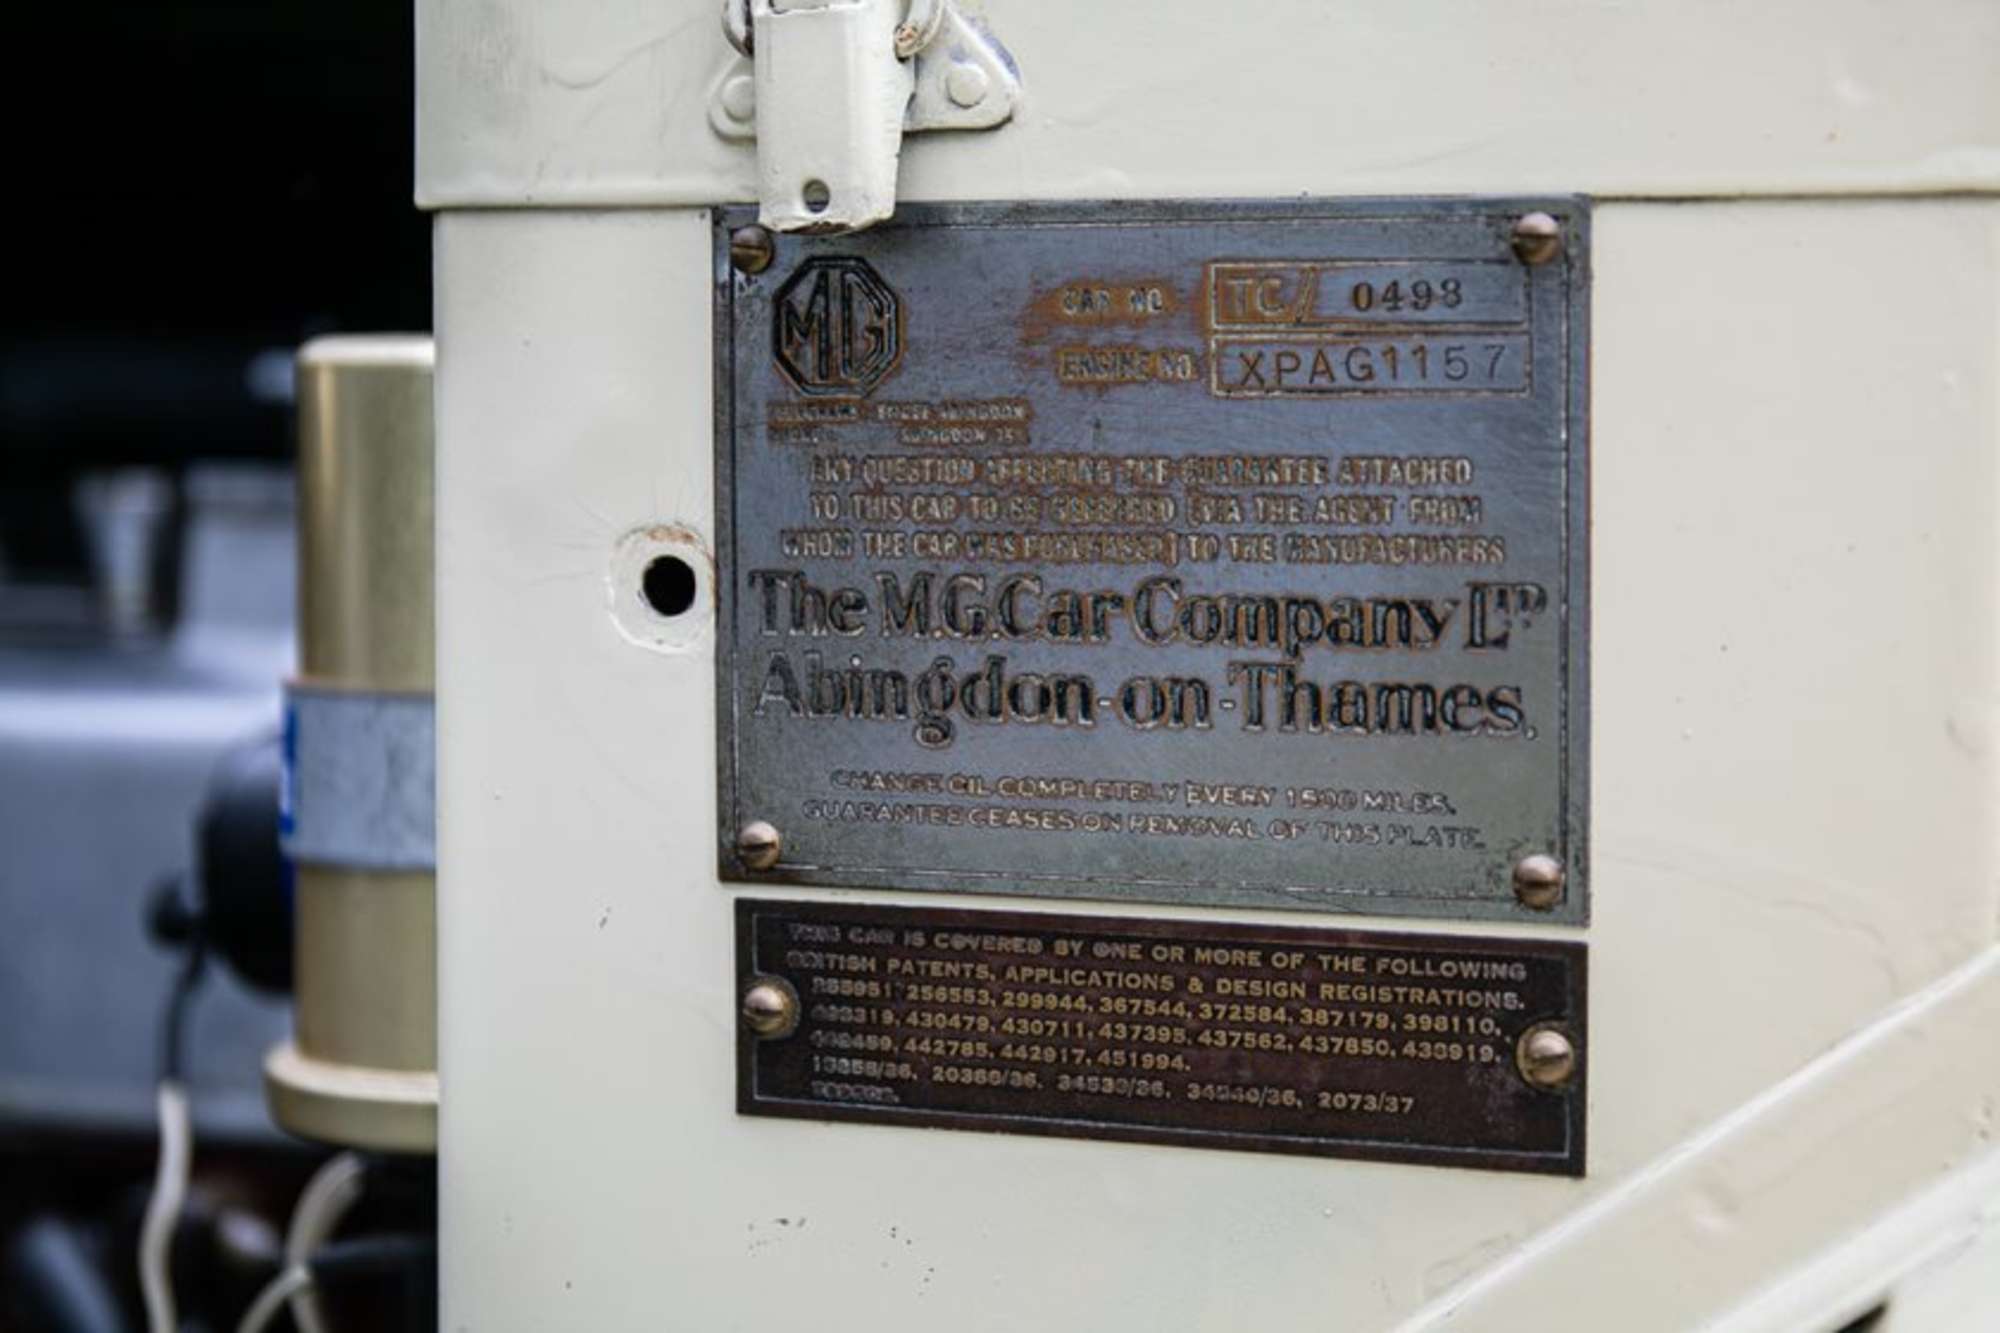 MG
CAR NO TC/ 0498
ENGINE NO. XPAG1157
ABINGDON
ANY QUESTION AFFECTING THE GUARANTEE ATTACHED
TO THIS CAR TO BE REFERRED [VIA THE AGENT FROM
WHOM THE CAR WAS PURCHASED] TO THE MANUFACTURERS
The M.G. Car Company LTD
Abingdon-on-Thames.
CHANGE OIL COMPLETELY EVERY 1500 MILES.
GUARANTEE CEASES ON REMOVAL OF THIS PLATE.
THIS CAR IS COVERED BY ONE OR MORE OF THE FOLLOWING
BRITISH PATENTS, APPLICATIONS & DESIGN REGISTRATIONS.
256553, 299944, 367544, 372584, 387179, 398110,
430479, 430711, 437395, 437562, 437850,
442785, 442917, 451994.
2073/37